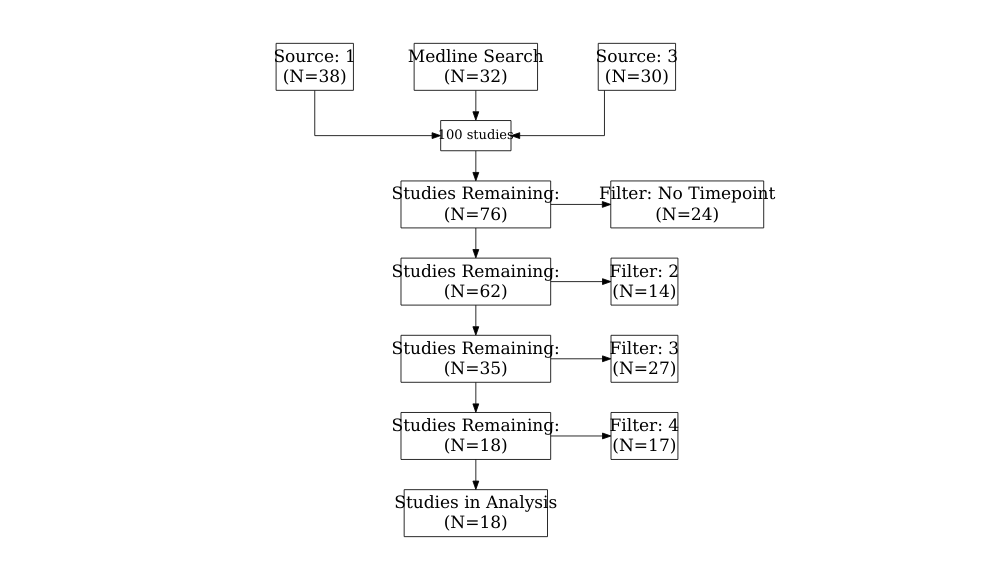 Source: 1
(N=38)
Medline Search
(N=32)
Source: 3
(N=30)
100 studies
Studies Remaining:
(N=76)
Filter: No Timepoint
(N=24)
Studies Remaining:
(N=62)
Filter: 2
(N=14)
Studies Remaining:
(N=35)
Filter: 3
(N=27)
Studies Remaining:
(N=18)
Filter: 4
(N=17)
Studies in Analysis
(N=18)